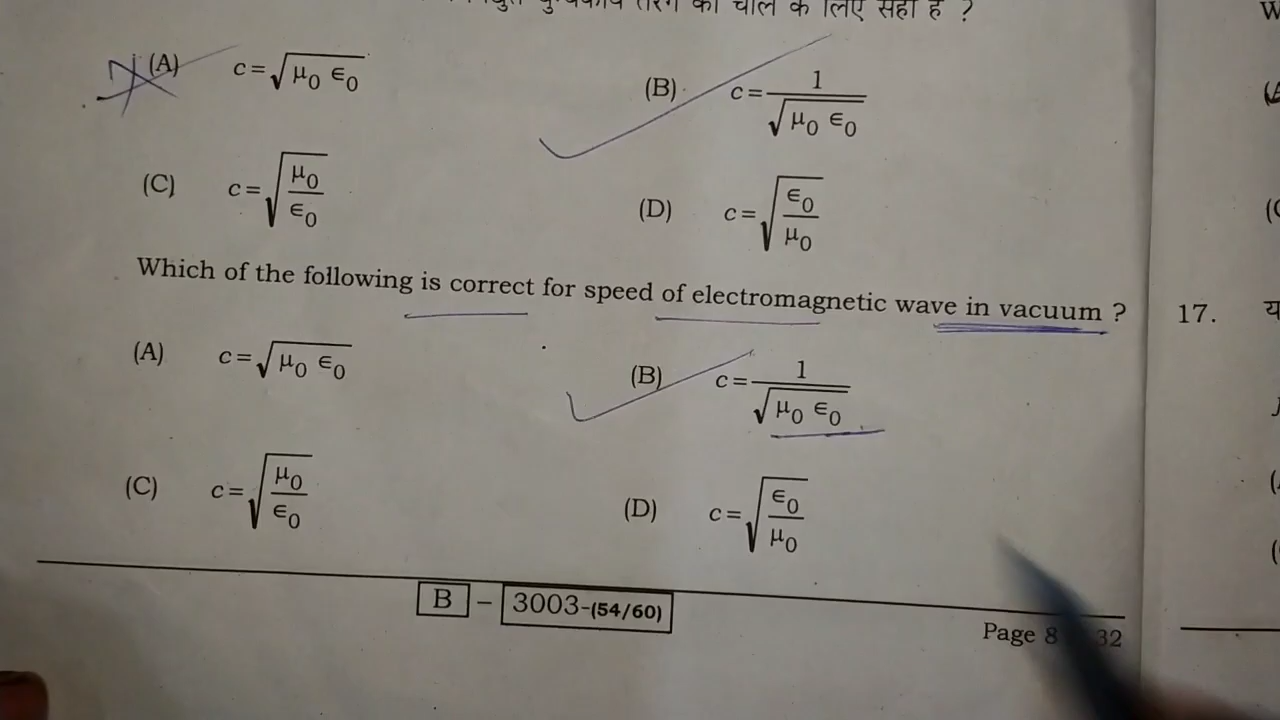 की चाल के लिए सही है ?
(A) c = √μ₀ ε₀
(B) c = 1/√μ₀ ε₀
(C) c = √μ₀/ε₀
(D) c = √ε₀/μ₀
Which of the following is correct for speed of electromagnetic wave in vacuum ?
(A) c = √μ₀ ε₀
(B) c = 1/√μ₀ ε₀
(C) c = √μ₀/ε₀
(D) c = √ε₀/μ₀
B – 3003-(54/60)
Page 8 32
17.